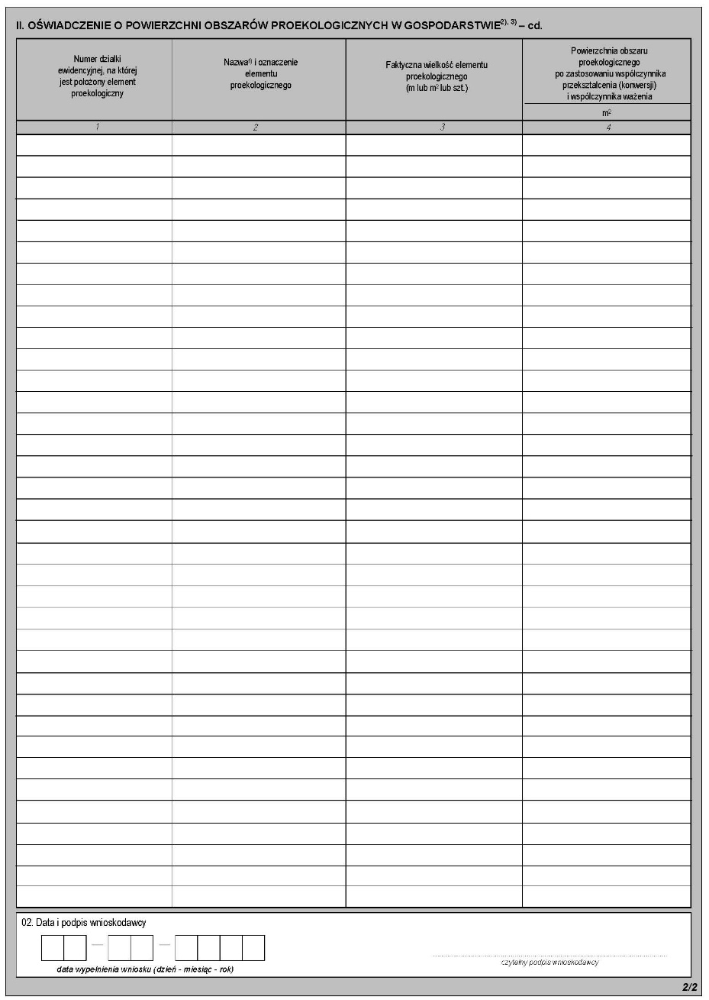 II. OŚWIADCZENIE O POWIERZCHNI OBSZARÓW PROEKOLOGICZNYCH W GOSPODARSTWIE²⁾, ³⁾ – cd.
Numer działki
ewidencyjnej, na której
jest położony element
proekologiczny
Nazwa⁴⁾ i oznaczenie
elementu
proekologicznego
Faktyczna wielkość elementu
proekologicznego
(m lub m² lub szt.)
Powierzchnia obszaru
proekologicznego
po zastosowaniu współczynnika
przekształcenia (konwersji)
i współczynnika ważenia
m²
1 2 3 4
02. Data i podpis wnioskodawcy
data wypełnienia wniosku (dzień - miesiąc - rok)
czytelny podpis wnioskodawcy
2/2